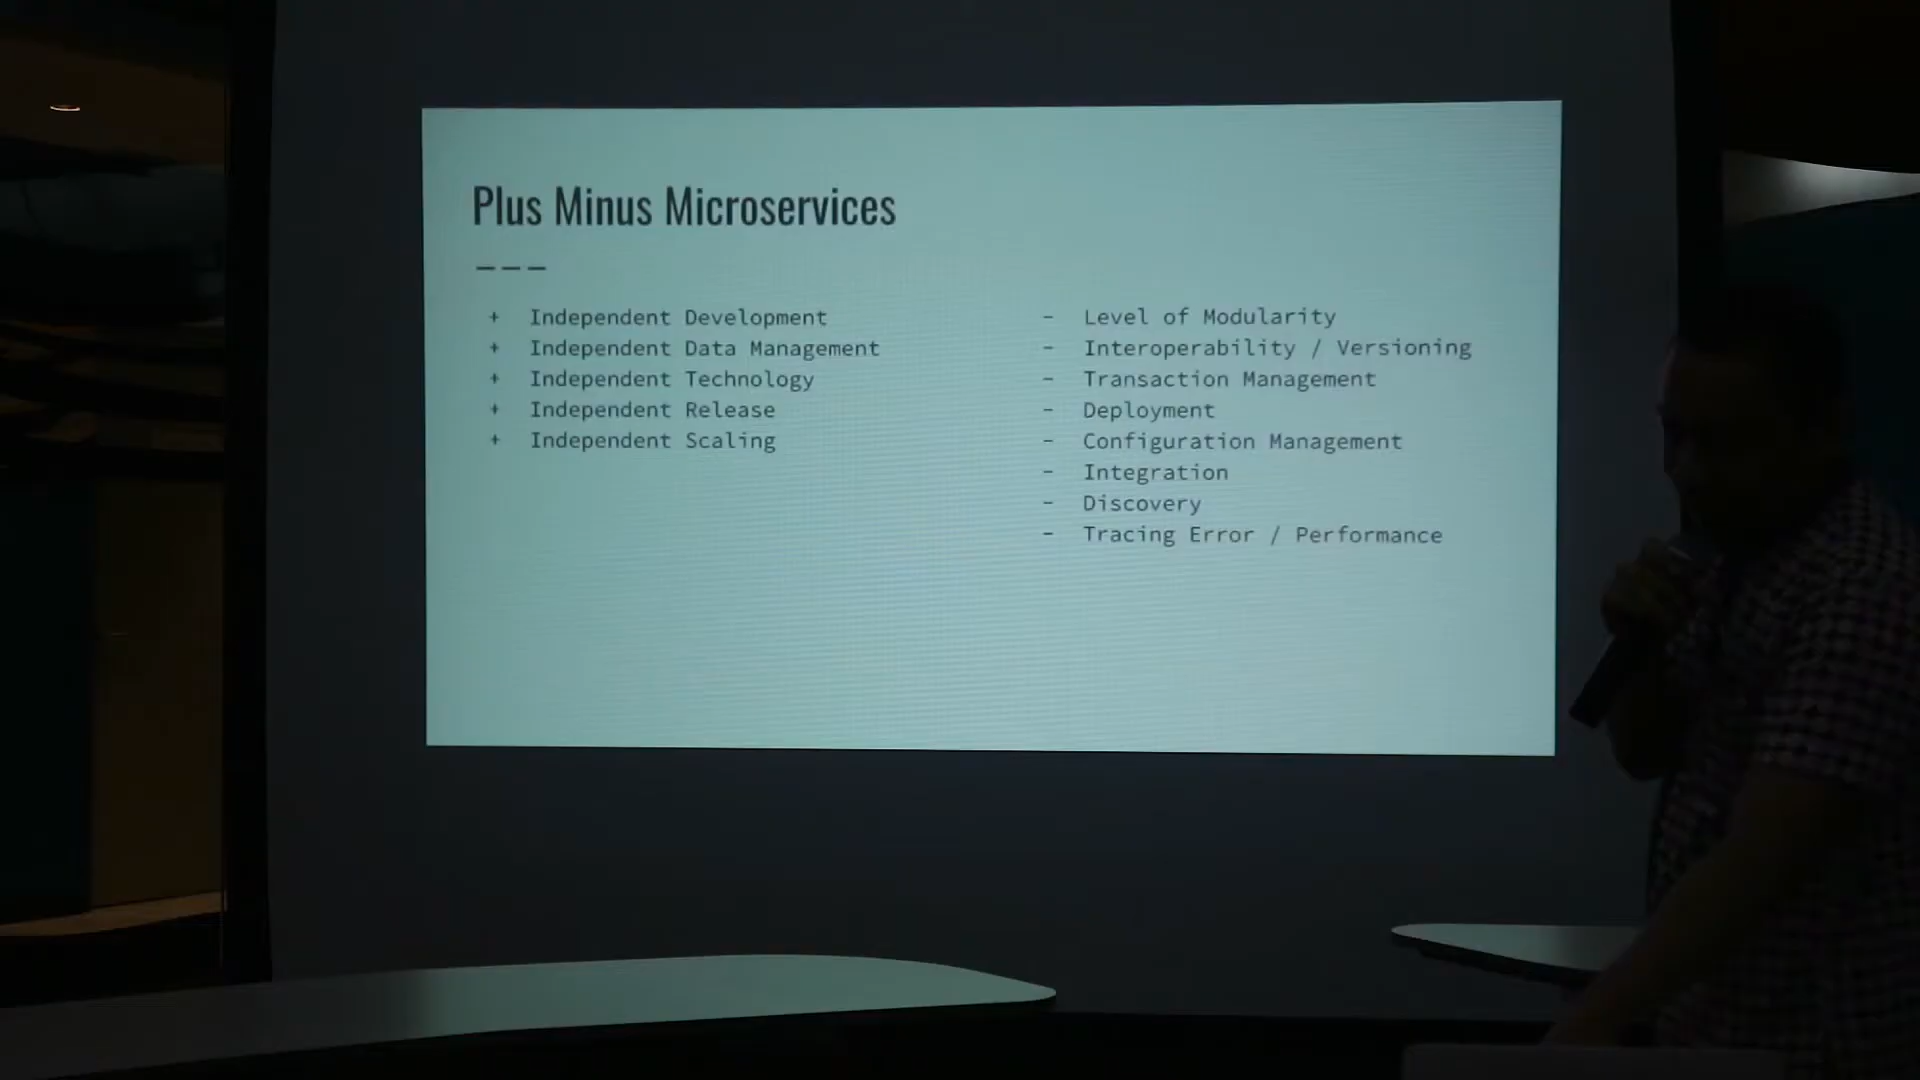 Plus Minus Microservices
———
+ Independent Development
+ Independent Data Management
+ Independent Technology
+ Independent Release
+ Independent Scaling
- Level of Modularity
- Interoperability / Versioning
- Transaction Management
- Deployment
- Configuration Management
- Integration
- Discovery
- Tracing Error / Performance